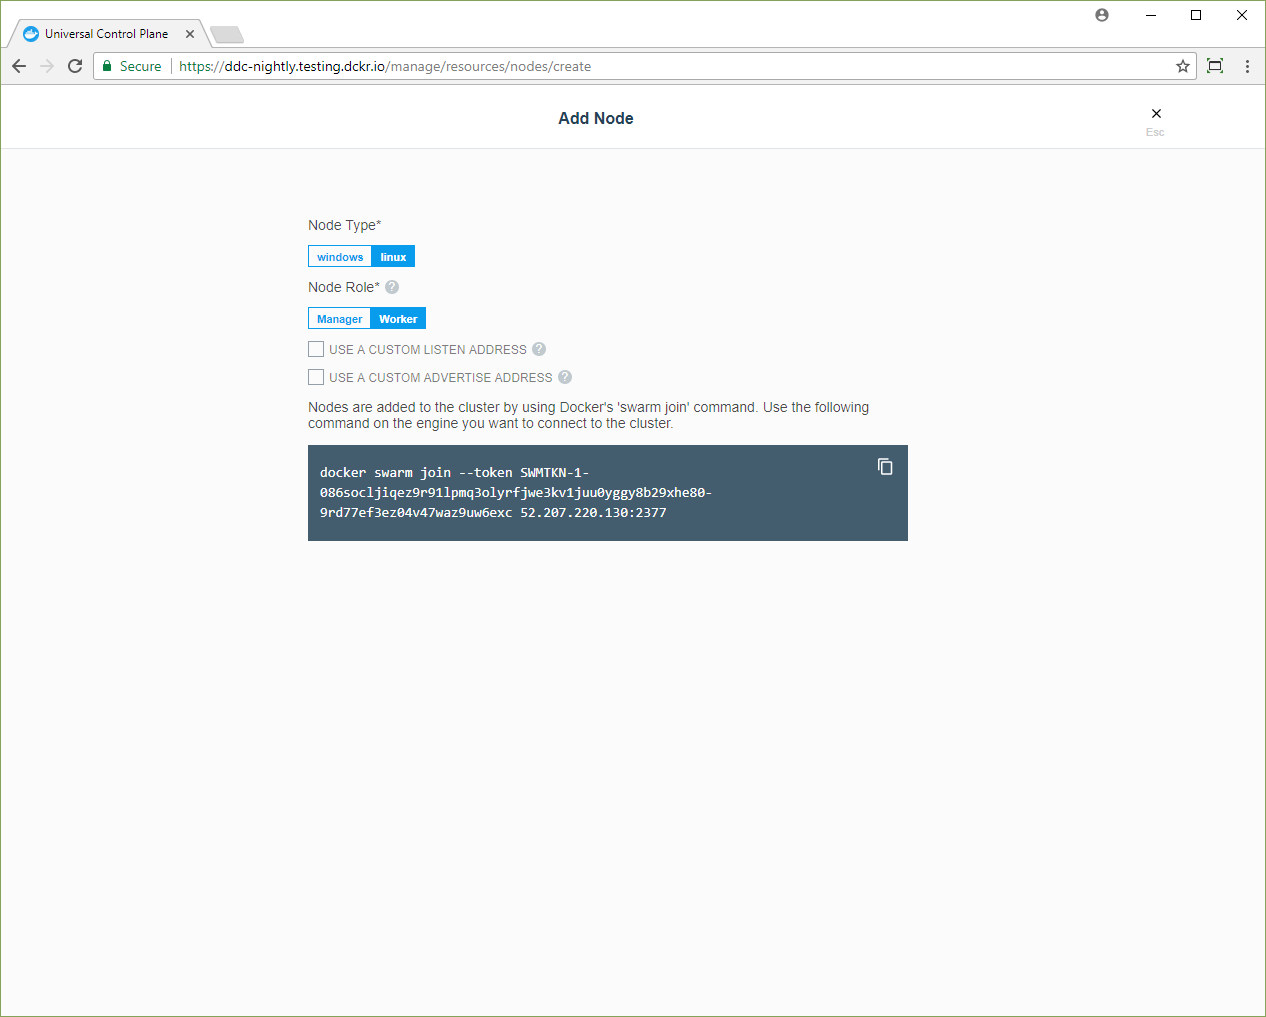 Universal Control Plane
Secure https://ddc-nightly.testing.dckr.io/manage/resources/nodes/create
Add Node
Esc
Node Type*
windows linux
Node Role* ?
Manager Worker
USE A CUSTOM LISTEN ADDRESS ?
USE A CUSTOM ADVERTISE ADDRESS ?
Nodes are added to the cluster by using Docker's 'swarm join' command. Use the following
command on the engine you want to connect to the cluster.
docker swarm join --token SWMTKN-1-
086socljiqez9r91lpmq3olyrfjwe3kv1juu0yggy8b29xhe80-
9rd77ef3ez04v47waz9uw6exc 52.207.220.130:2377